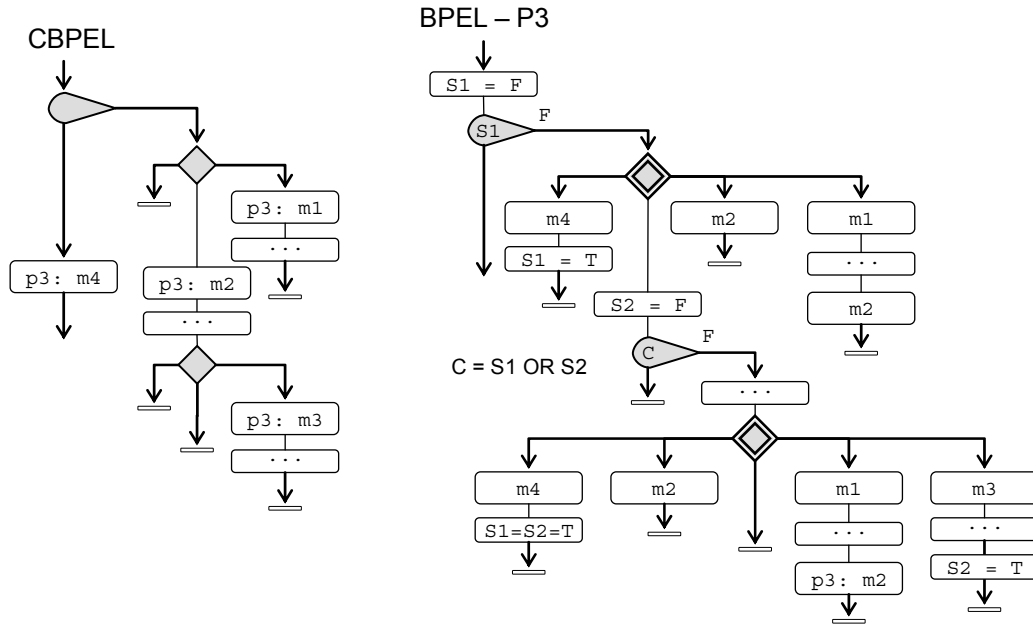 CBPEL
p3: m1
...
p3: m4
p3: m2
...
p3: m3
...
BPEL – P3
S1 = F
S1
F
m4
m2
m1
S1 = T
...
S2 = F
m2
C
F
C = S1 OR S2
...
m4
m2
m1
m3
S1=S2=T
...
...
p3: m2
S2 = T